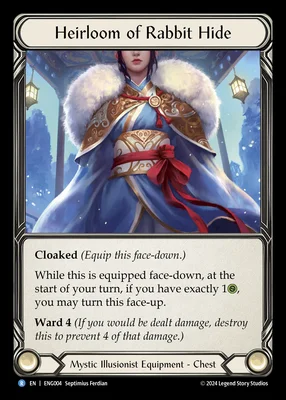 Heirloom of Rabbit Hide
Cloaked (Equip this face-down.)
While this is equipped face-down, at the
start of your turn, if you have exactly 1
you may turn this face-up.
Ward 4 (If you would be dealt damage, destroy
this to prevent 4 of that damage.)
Mystic Illusionist Equipment - Chest
EN | ENG004 Septimius Ferdian
© 2024 Legend Story Studios